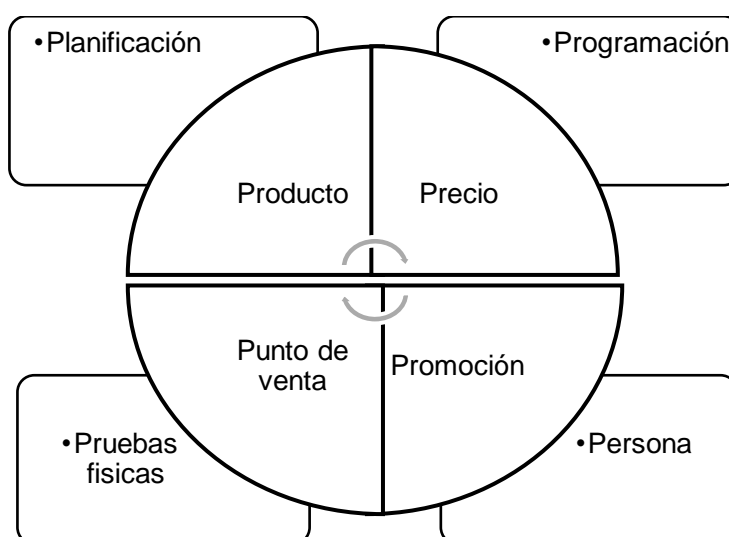 •Planificación
•Programación
Producto
Precio
Punto de
venta
Promoción
•Pruebas
fisicas
•Persona